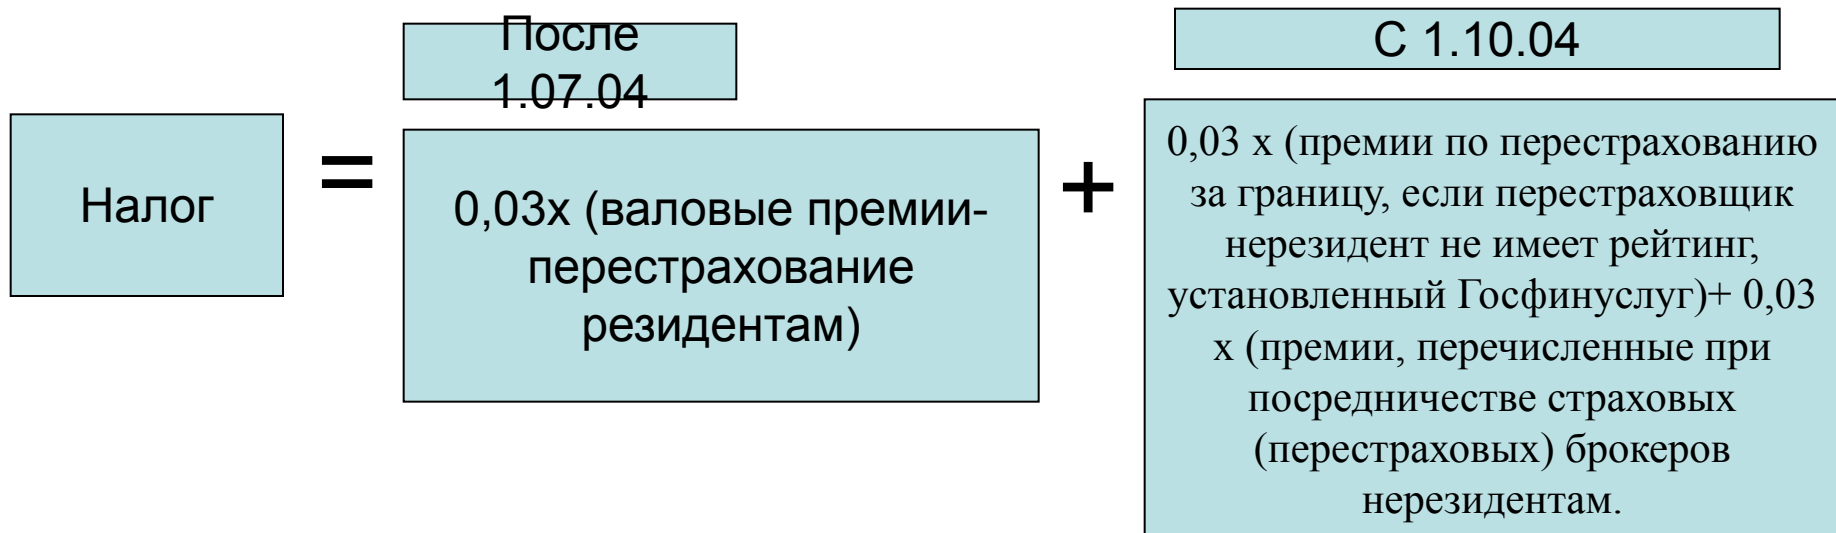 После
1.07.04
С 1.10.04
Налог
=
0,03х (валовые премии-
перестрахование
резидентам)
+
0,03 х (премии по перестрахованию
за границу, если перестраховщик
нерезидент не имеет рейтинг,
установленный Госфинуслуг)+ 0,03
х (премии, перечисленные при
посредничестве страховых
(перестраховых) брокеров
нерезидентам.